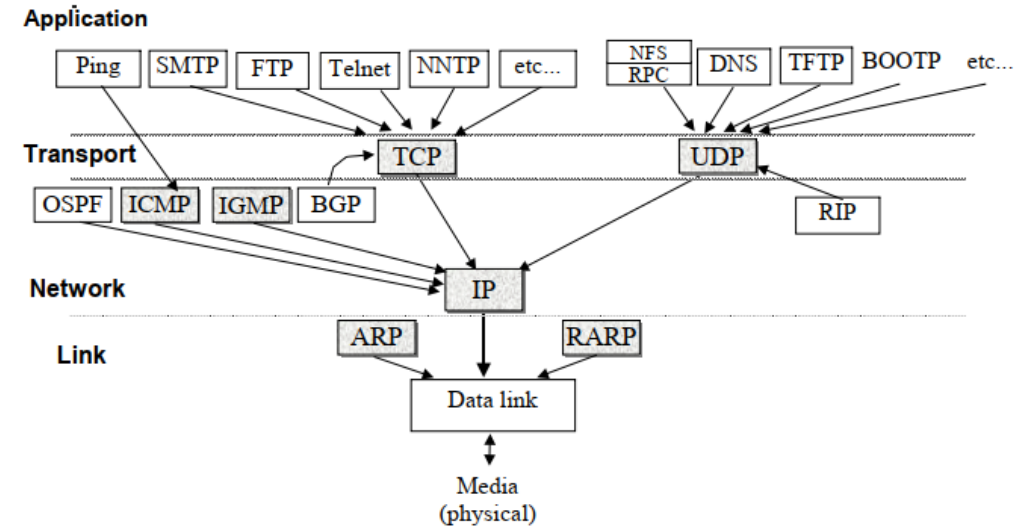 Application
Ping
SMTP
FTP
Telnet
NNTP
etc...
NFS
RPC
DNS
TFTP
BOOTP
etc...
Transport
TCP
UDP
OSPF
ICMP
IGMP
BGP
RIP
Network
IP
Link
ARP
RARP
Data link
Media
(physical)